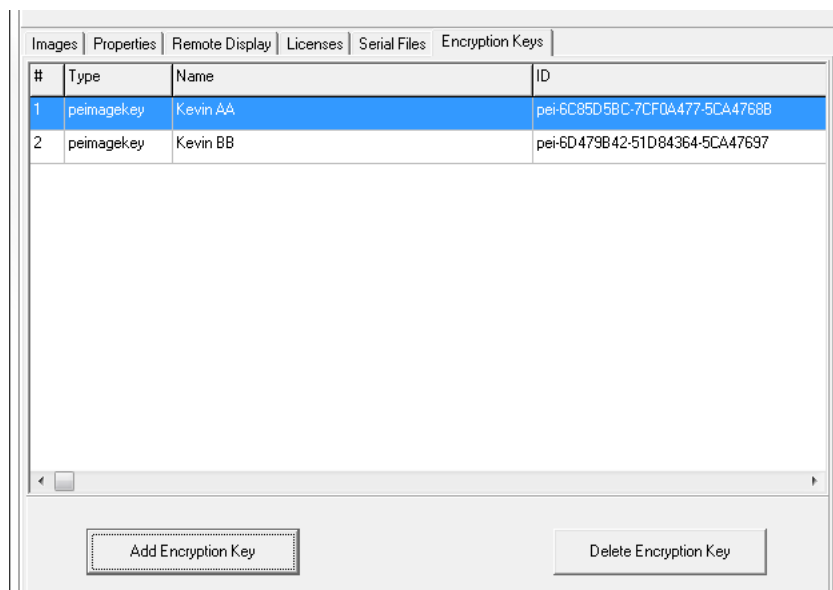 Images Properties Remote Display Licenses Serial Files Encryption Keys
# Type Name ID
1 peimagekey Kevin AA pei-6C85D5BC-7CF0A477-5CA4768B
2 peimagekey Kevin BB pei-6D479B42-51D84364-5CA47697
Add Encryption Key Delete Encryption Key